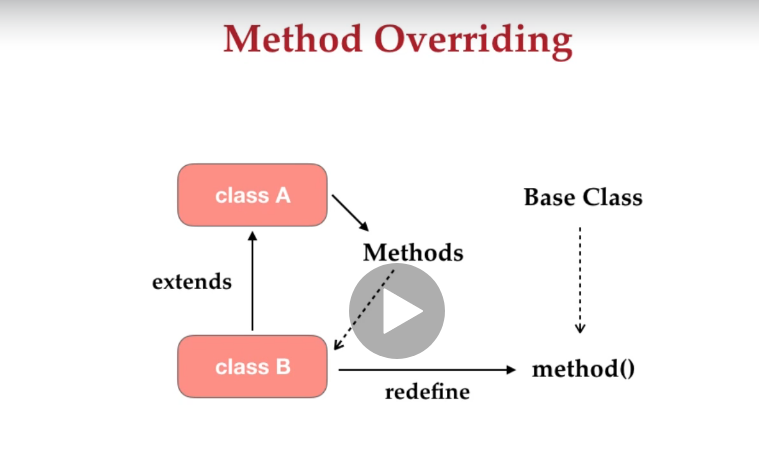 Method Overriding
class A
Base Class
Methods
extends
class B
method()
redefine